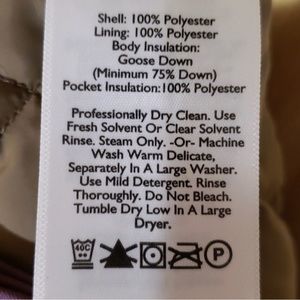 Shell: 100% Polyester
Lining: 100% Polyester
Body Insulation:
Goose Down
(Minimum 75% Down)
Pocket Insulation:100% Polyester
Professionally Dry Clean. Use
Fresh Solvent Or Clear Solvent
Rinse. Steam Only. -Or- Machine
Wash Warm Delicate,
Separately In A Large Washer.
Use Mild Detergent. Rinse
Thoroughly. Do Not Bleach.
Tumble Dry Low In A Large
Dryer.
40C P